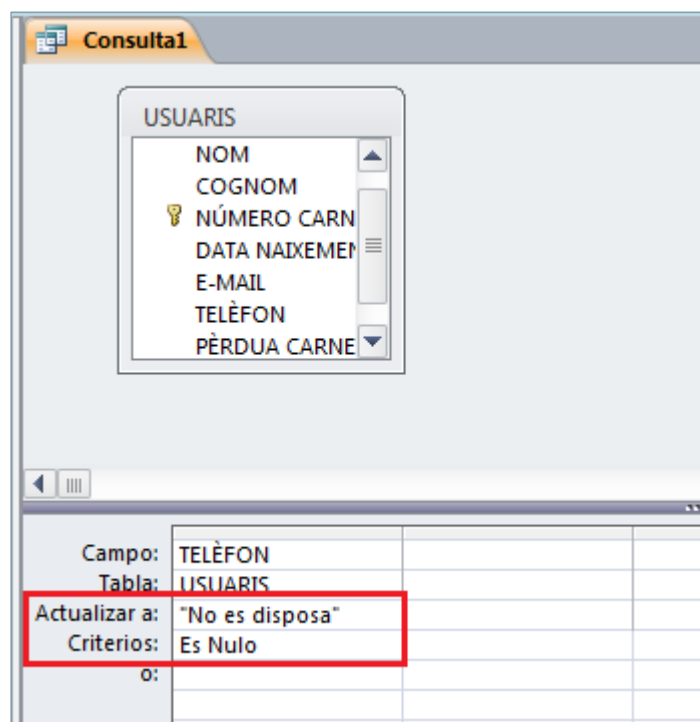 Consulta1
USUARIS
NOM
COGNOM
NÚMERO CARN
DATA NAIXEMEN
E-MAIL
TELÈFON
PÈRDUA CARNE
Campo: TELÈFON
Tabla: USUARIS
Actualizar a: "No es disposa"
Criterios: Es Nulo
o: